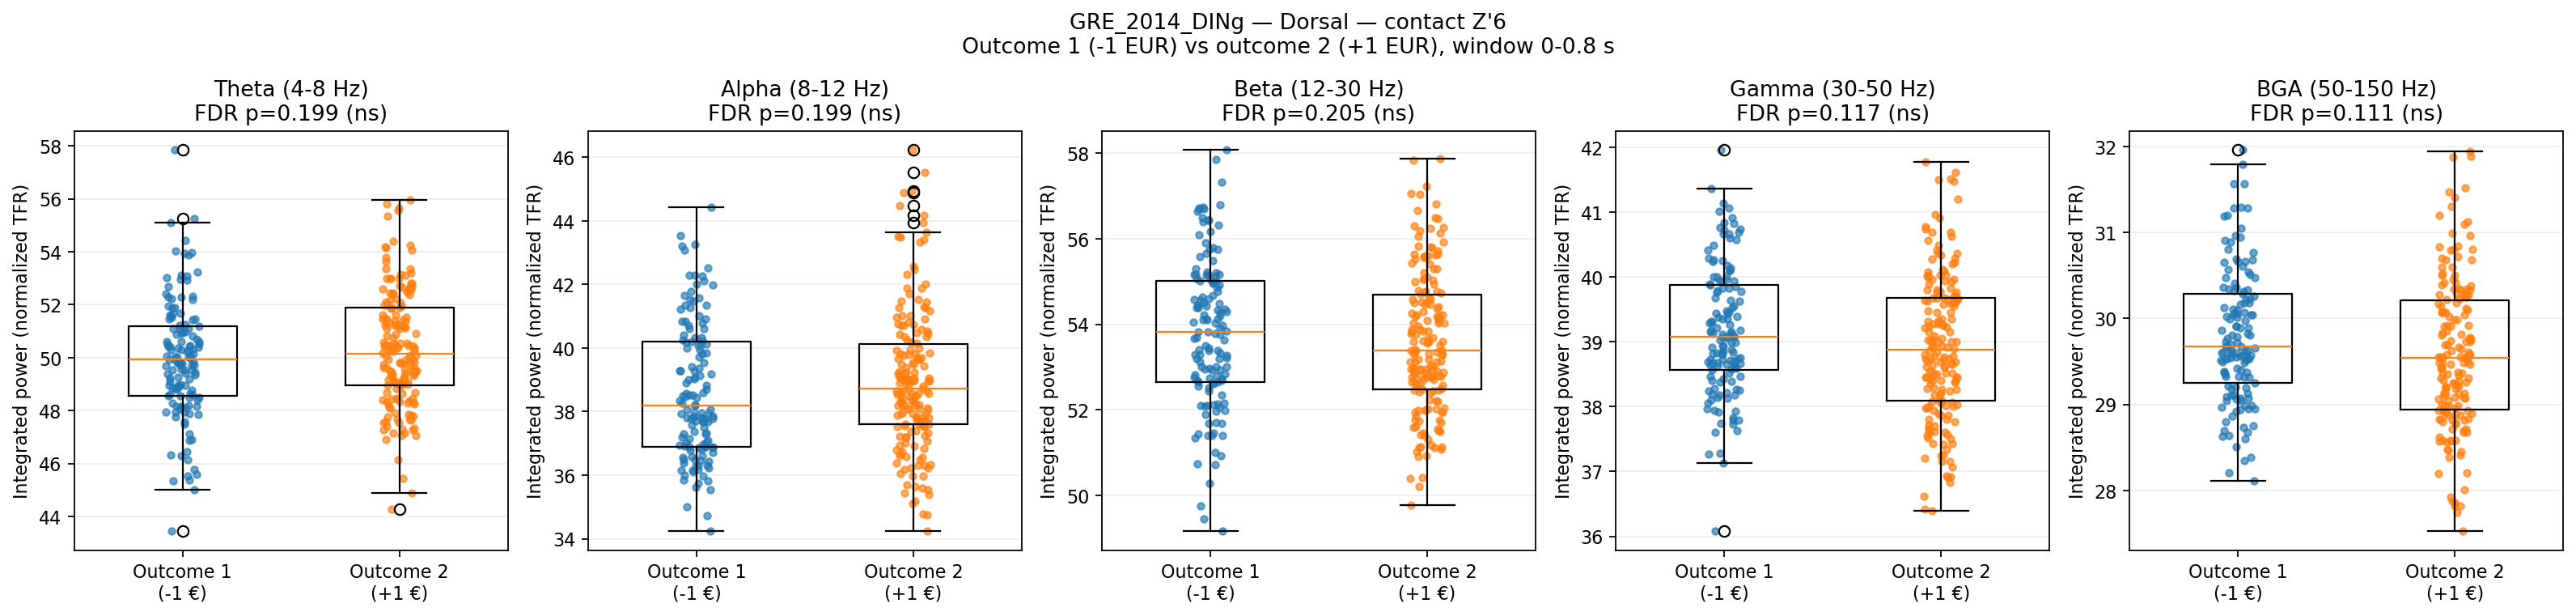 GRE_2014_DINg — Dorsal — contact Z'6
Outcome 1 (-1 EUR) vs outcome 2 (+1 EUR), window 0-0.8 s
Theta (4-8 Hz)
FDR p=0.199 (ns)
Integrated power (normalized TFR)
58
56
54
52
50
48
46
44
Outcome 1
(-1 €)
Outcome 2
(+1 €)
Alpha (8-12 Hz)
FDR p=0.199 (ns)
Integrated power (normalized TFR)
46
44
42
40
38
36
34
Outcome 1
(-1 €)
Outcome 2
(+1 €)
Beta (12-30 Hz)
FDR p=0.205 (ns)
Integrated power (normalized TFR)
58
56
54
52
50
Outcome 1
(-1 €)
Outcome 2
(+1 €)
Gamma (30-50 Hz)
FDR p=0.117 (ns)
Integrated power (normalized TFR)
42
41
40
39
38
37
36
Outcome 1
(-1 €)
Outcome 2
(+1 €)
BGA (50-150 Hz)
FDR p=0.111 (ns)
Integrated power (normalized TFR)
32
31
30
29
28
Outcome 1
(-1 €)
Outcome 2
(+1 €)